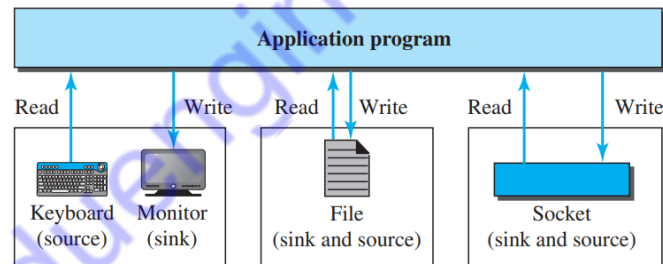 Application program
Read Write Read Write Read Write
Keyboard Monitor File Socket
(source) (sink) (sink and source) (sink and source)